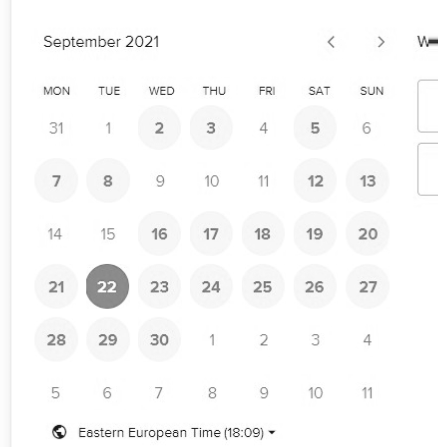 September 2021
MON TUE WED THU FRI SAT SUN
31 1 2 3 4 5 6
7 8 9 10 11 12 13
14 15 16 17 18 19 20
21 22 23 24 25 26 27
28 29 30 1 2 3 4
5 6 7 8 9 10 11
Eastern European Time (18:09)